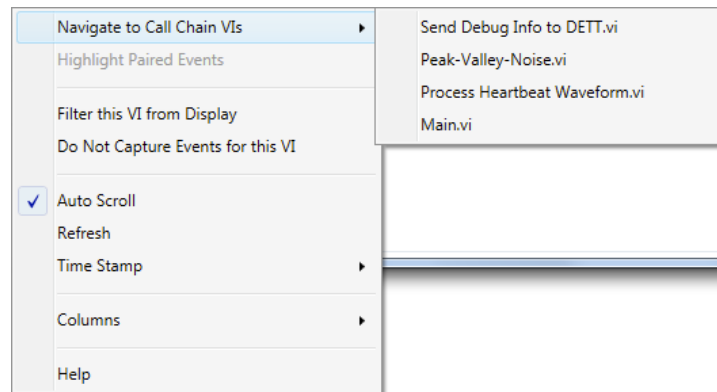 Navigate to Call Chain VIs
Highlight Paired Events
Filter this VI from Display
Do Not Capture Events for this VI
Auto Scroll
Refresh
Time Stamp
Columns
Help
Send Debug Info to DETT.vi
Peak-Valley-Noise.vi
Process Heartbeat Waveform.vi
Main.vi